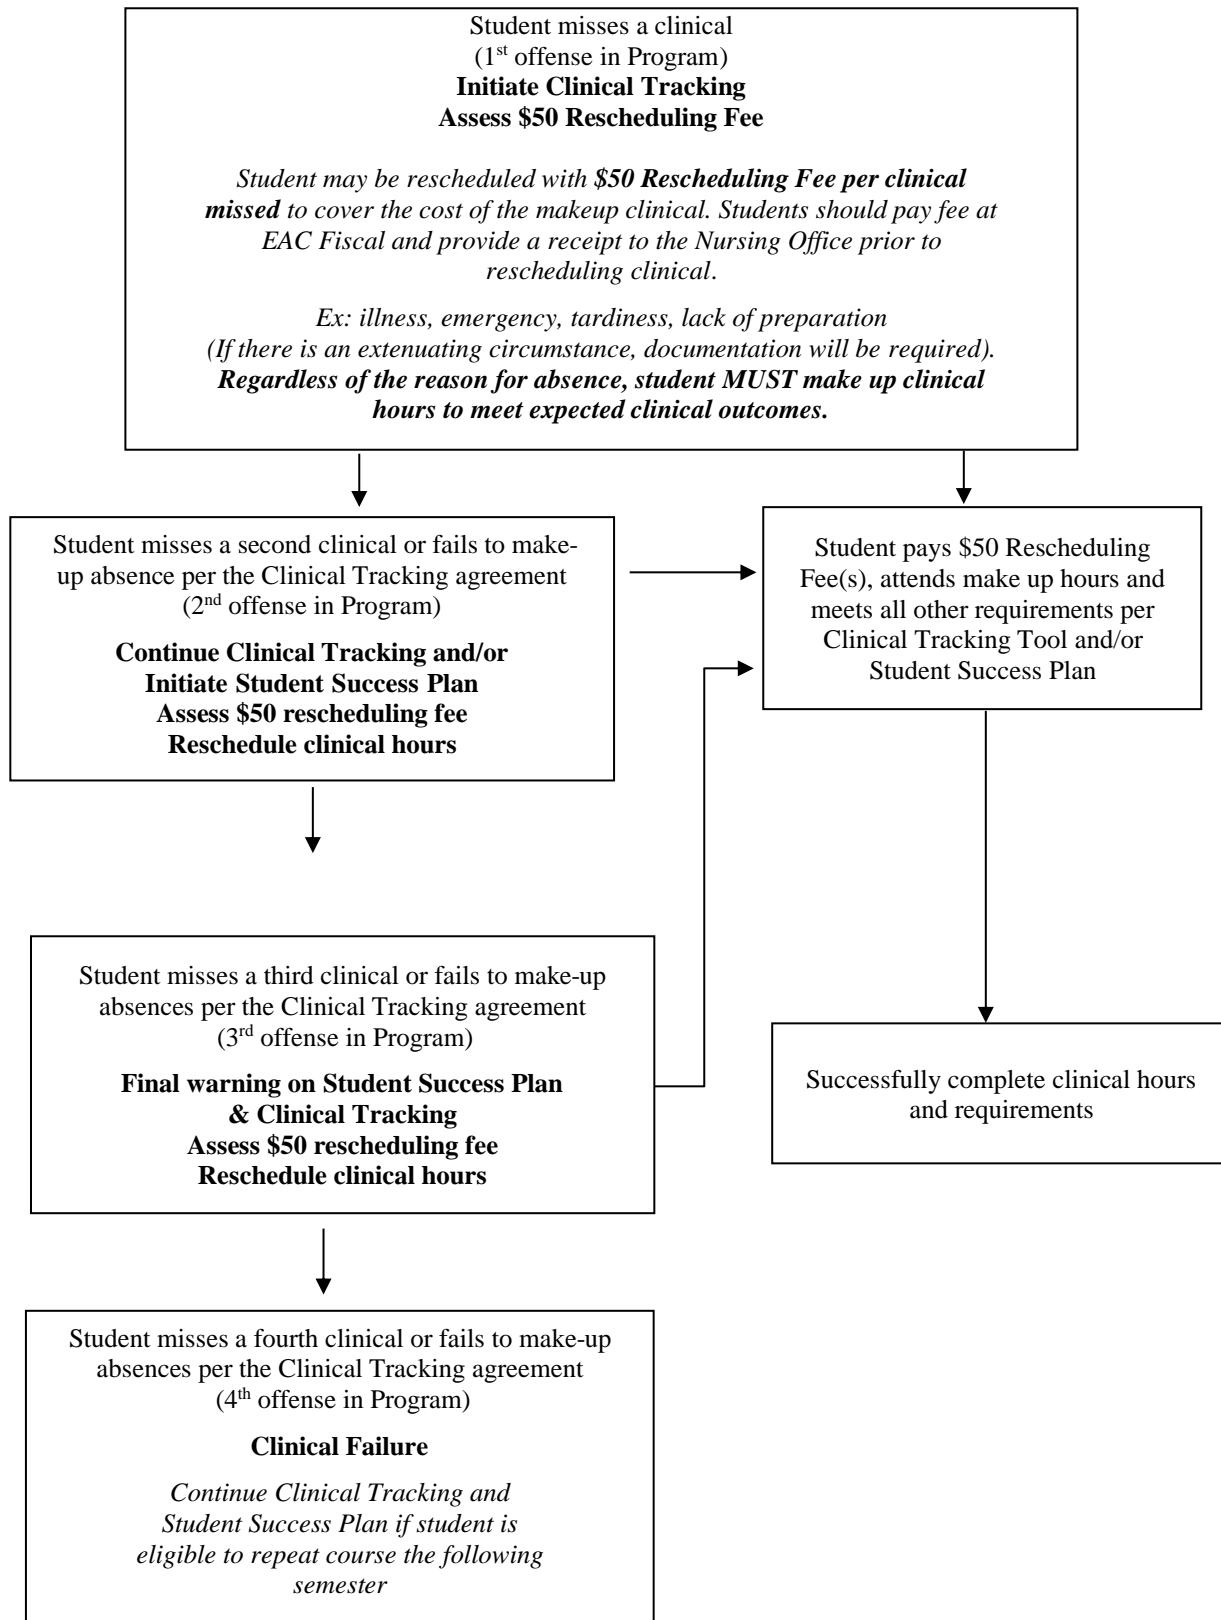 Student misses a clinical
(1st offense in Program)
Initiate Clinical Tracking
Assess $50 Rescheduling Fee
Student may be rescheduled with $50 Rescheduling Fee per clinical
missed to cover the cost of the makeup clinical. Students should pay fee at
EAC Fiscal and provide a receipt to the Nursing Office prior to
rescheduling clinical.
Ex: illness, emergency, tardiness, lack of preparation
(If there is an extenuating circumstance, documentation will be required).
Regardless of the reason for absence, student MUST make up clinical
hours to meet expected clinical outcomes.
Student misses a second clinical or fails to make-
up absence per the Clinical Tracking agreement
(2nd offense in Program)
Continue Clinical Tracking and/or
Initiate Student Success Plan
Assess $50 rescheduling fee
Reschedule clinical hours
Student pays $50 Rescheduling
Fee(s), attends make up hours and
meets all other requirements per
Clinical Tracking Tool and/or
Student Success Plan
Student misses a third clinical or fails to make-up
absences per the Clinical Tracking agreement
(3rd offense in Program)
Final warning on Student Success Plan
& Clinical Tracking
Assess $50 rescheduling fee
Reschedule clinical hours
Successfully complete clinical hours
and requirements
Student misses a fourth clinical or fails to make-up
absences per the Clinical Tracking agreement
(4th offense in Program)
Clinical Failure
Continue Clinical Tracking and
Student Success Plan if student is
eligible to repeat course the following
semester